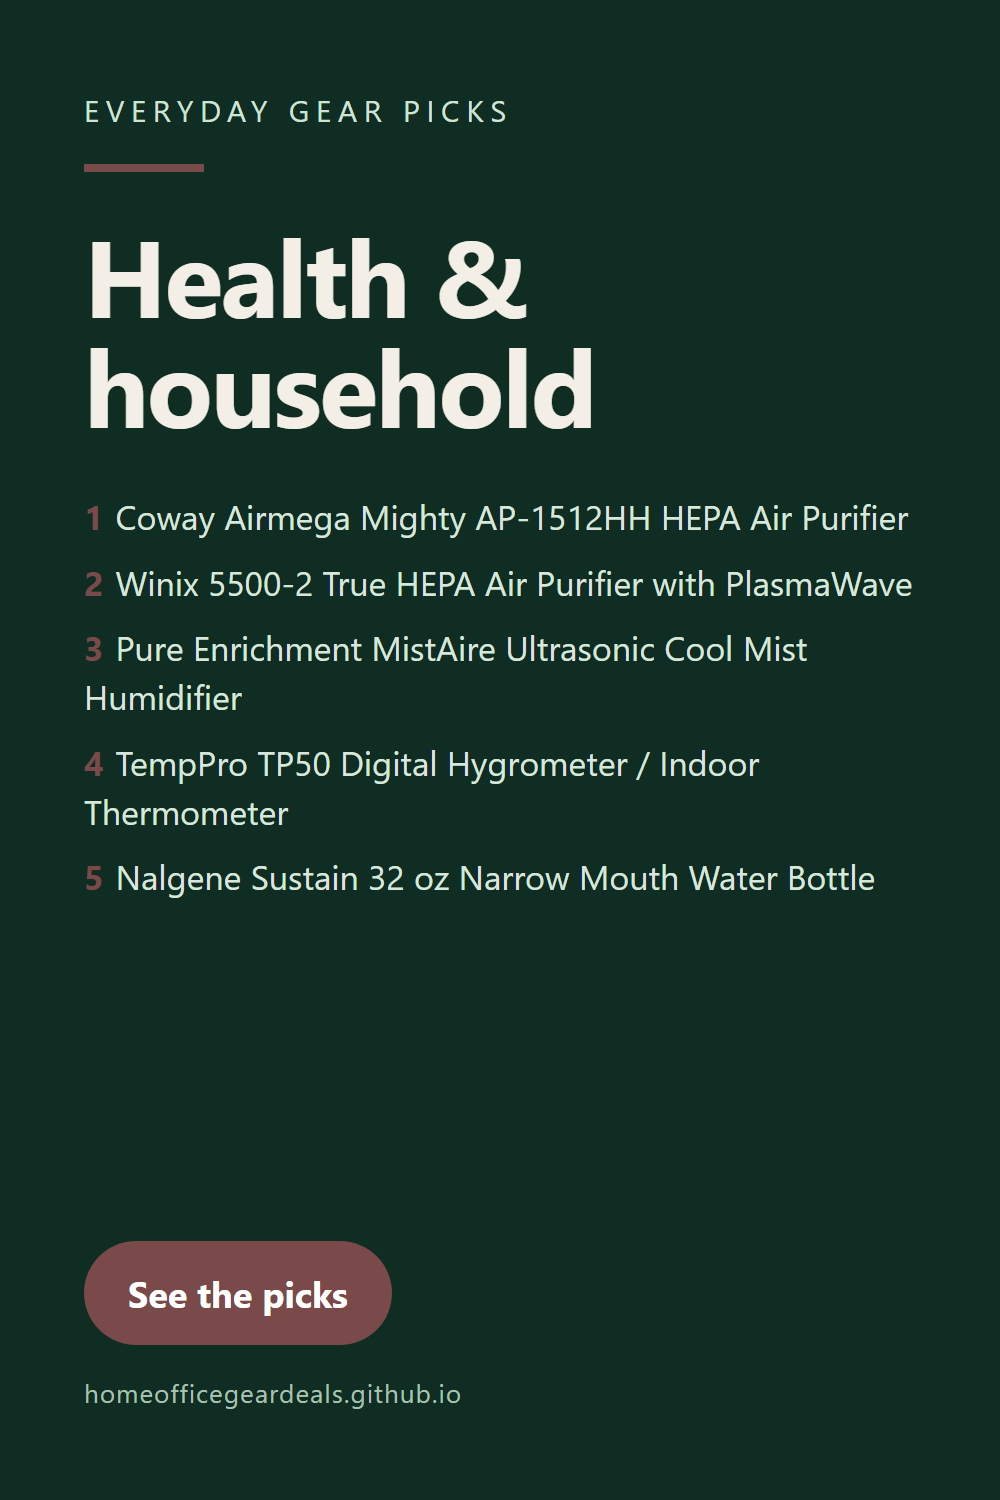 EVERYDAY GEAR PICKS
Health &
household
1 Coway Airmega Mighty AP-1512HH HEPA Air Purifier
2 Winix 5500-2 True HEPA Air Purifier with PlasmaWave
3 Pure Enrichment MistAire Ultrasonic Cool Mist
Humidifier
4 TempPro TP50 Digital Hygrometer / Indoor
Thermometer
5 Nalgene Sustain 32 oz Narrow Mouth Water Bottle
See the picks
homeofficegeardeals.github.io